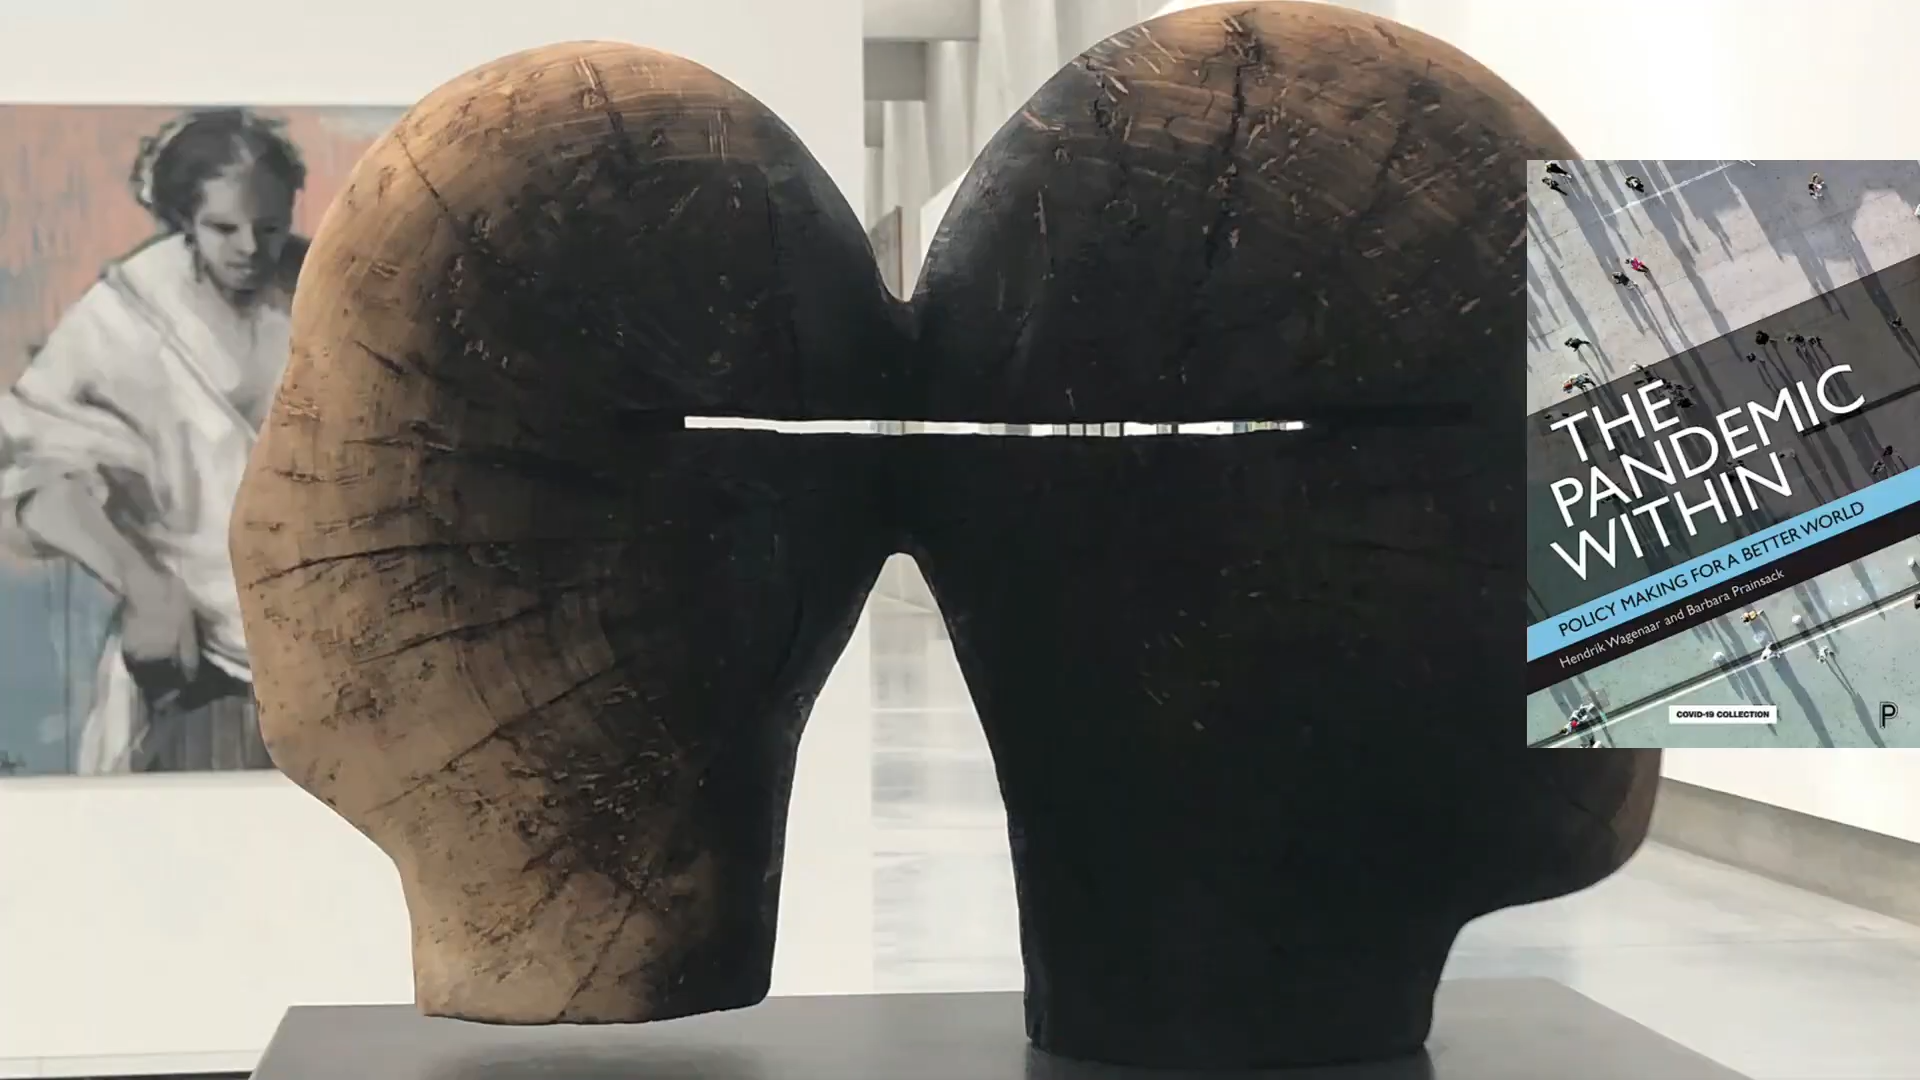 THE
PANDEMIC
WITHIN
POLICY MAKING FOR A BETTER WORLD
Hendrik Wagenaar and Barbara Prainsack
COVID-19 COLLECTION
P